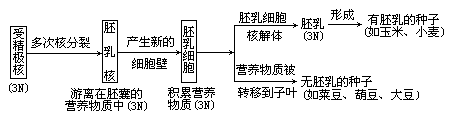 受精极核
(3N)
多次核分裂
胚乳核
游离在胚囊的
营养物质中(3N)
产生新的
细胞壁
胚乳细胞
积累营养
物质(3N)
胚乳细胞
核解体
胚乳
(3N)
形成
有胚乳的种子
(如玉米、小麦)
营养物质被
转移到子叶
无胚乳的种子
(如菜豆、葫豆、大豆)